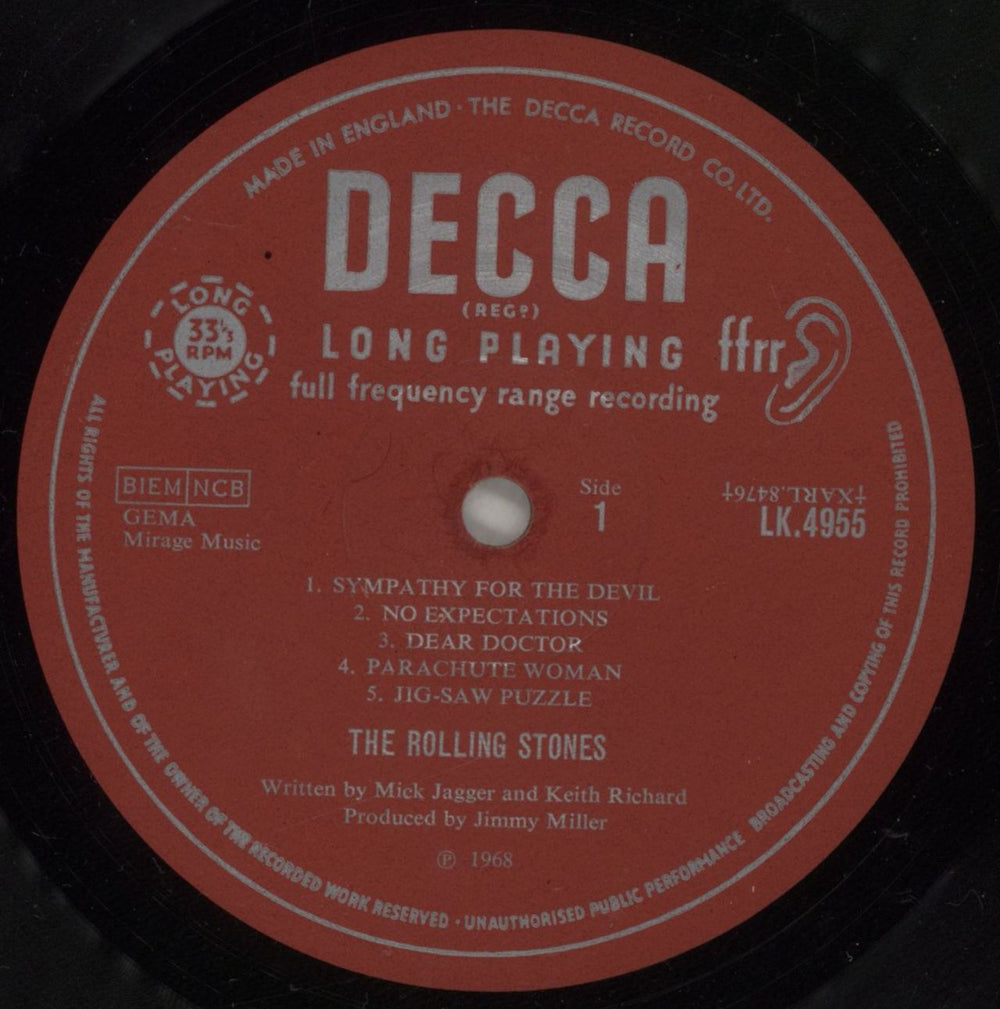 MADE IN ENGLAND · THE DECCA RECORD CO. LTD.
DECCA
(REGD)
LONG PLAYING
full frequency range recording
ffrr
LONG
33⅓
RPM
PLAYING
BIEM NCB
GEMA
Mirage Music
Side
1
‡XARL.8476‡
LK.4955
1. SYMPATHY FOR THE DEVIL
2. NO EXPECTATIONS
3. DEAR DOCTOR
4. PARACHUTE WOMAN
5. JIG-SAW PUZZLE
THE ROLLING STONES
Written by Mick Jagger and Keith Richard
Produced by Jimmy Miller
℗ 1968
ALL RIGHTS OF THE MANUFACTURER AND OF THE OWNER OF THE RECORDED WORK RESERVED · UNAUTHORISED PUBLIC PERFORMANCE BROADCASTING AND COPYING OF THIS RECORD PROHIBITED